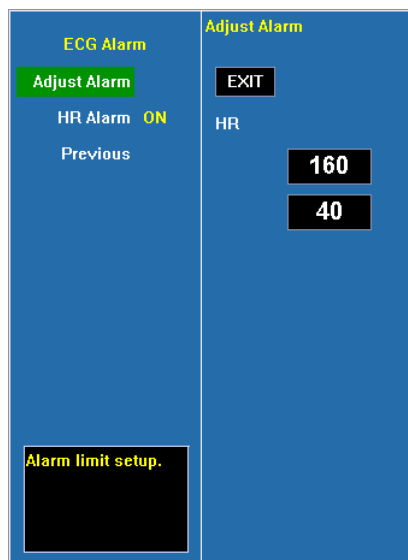 ECG Alarm
Adjust Alarm
HR Alarm ON
Previous
Alarm limit setup.
Adjust Alarm
EXIT
HR
160
40